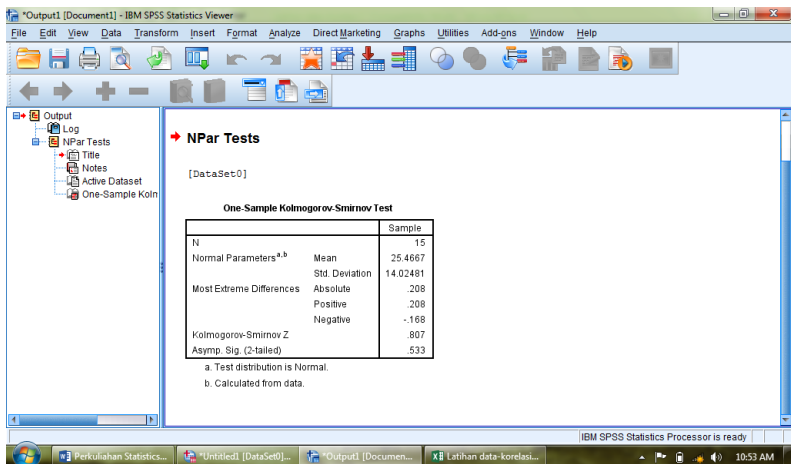 *Output1 [Document1] - IBM SPSS Statistics Viewer
File Edit View Data Transform Insert Format Analyze Direct Marketing Graphs Utilities Add-ons Window Help
Output
Log
NPar Tests
Title
Notes
Active Dataset
One-Sample Kolm
NPar Tests
[DataSet0]
One-Sample Kolmogorov-Smirnov Test
Sample
N 15
Normal Parameters a,b Mean 25.4667
Std. Deviation 14.02481
Most Extreme Differences Absolute .208
Positive .208
Negative -.168
Kolmogorov-Smirnov Z .807
Asymp. Sig. (2-tailed) .533
a. Test distribution is Normal.
b. Calculated from data.
IBM SPSS Statistics Processor is ready
Perkuliahan Statistics... *Untitled1 [DataSet0]... *Output1 [Documen... Latihan data-korelasi... 10:53 AM